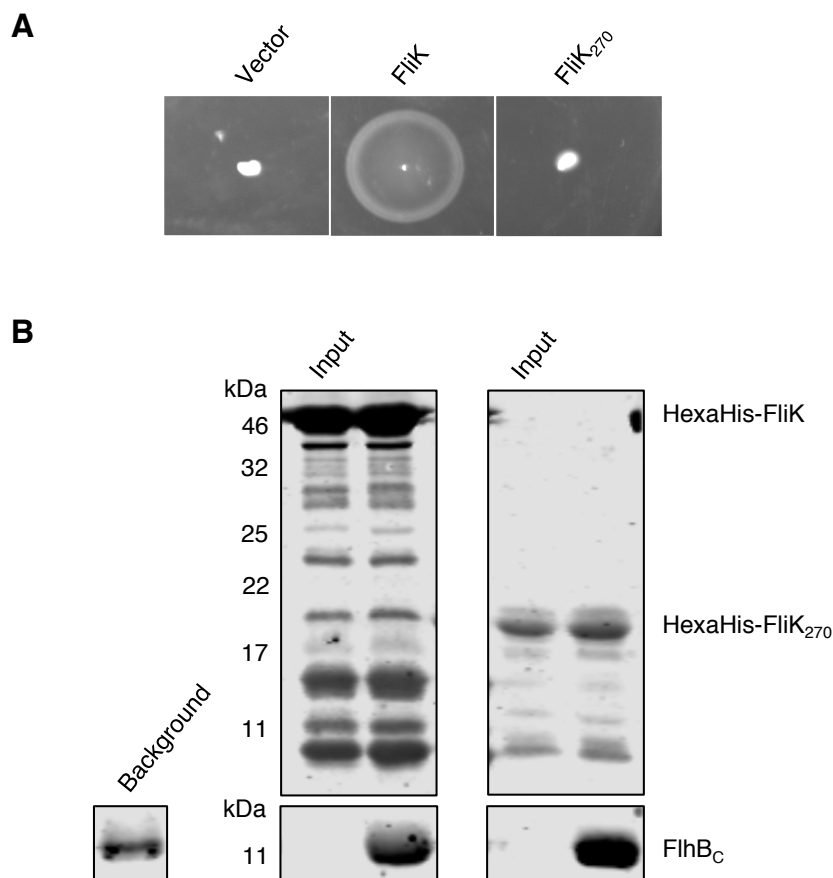 A
Vector
FliK
FliK₂₇₀
B
Input
Input
kDa
46
32
25
22
17
11
HexaHis-FliK
HexaHis-FliK₂₇₀
Background
kDa
11
FlhB_C